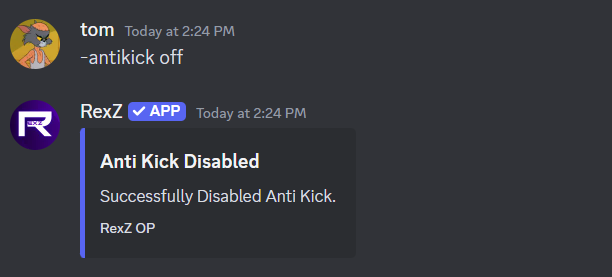 tom Today at 2:24 PM
-antikick off
RexZ ✓ APP Today at 2:24 PM
REXZ
Anti Kick Disabled
Successfully Disabled Anti Kick.
RexZ OP